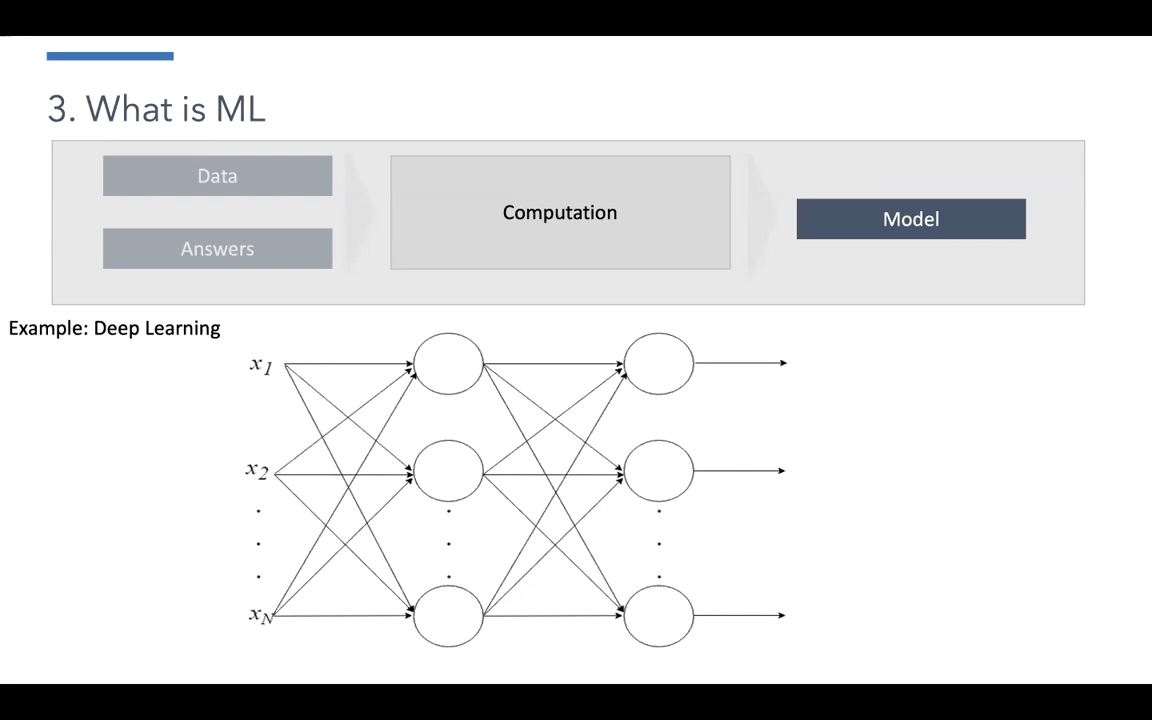 3. What is ML
Data
Computation
Model
Answers
Example: Deep Learning
x1
x2
xN